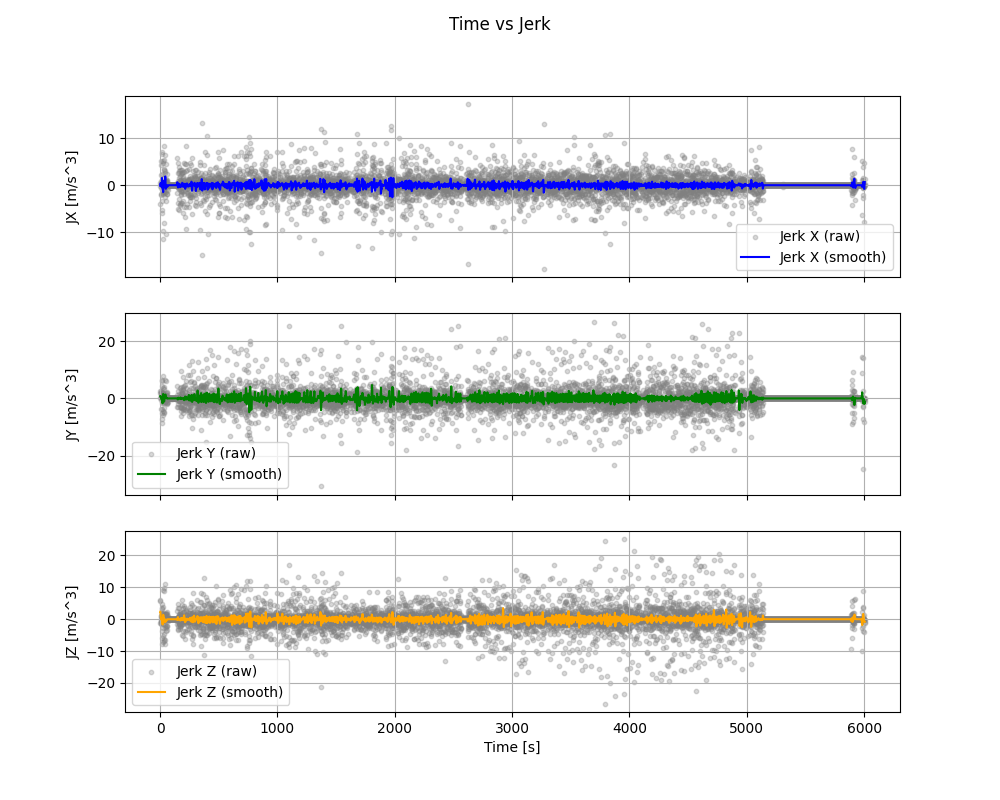 Time vs Jerk
10
0
−10
JX [m/s^3]
Jerk X (raw)
Jerk X (smooth)
20
0
−20
JY [m/s^3]
Jerk Y (raw)
Jerk Y (smooth)
20
10
0
−10
−20
JZ [m/s^3]
Jerk Z (raw)
Jerk Z (smooth)
0 1000 2000 3000 4000 5000 6000
Time [s]